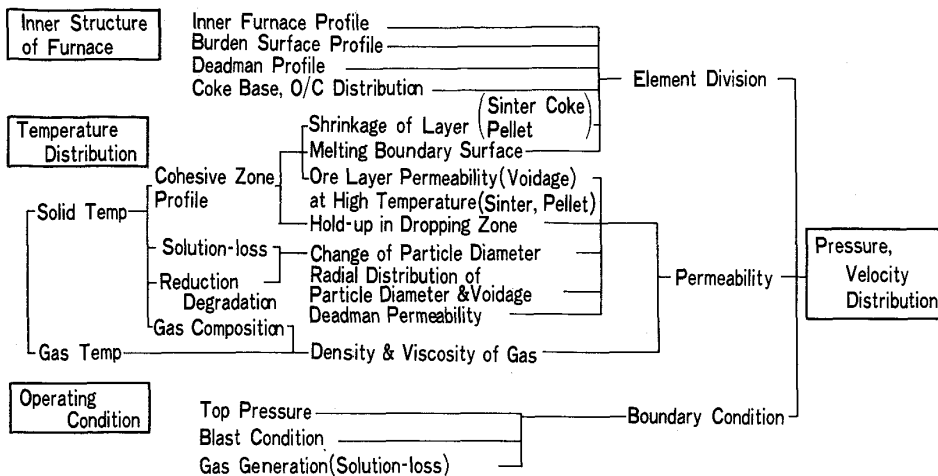 Inner Structure
of Furnace
Inner Furnace Profile
Burden Surface Profile
Deadman Profile
Coke Base, O/C Distribution
Element Division
Temperature
Distribution
Shrinkage of Layer (Sinter Coke
Pellet)
Melting Boundary Surface
Cohesive Zone
Profile
Ore Layer Permeability(Voidage)
at High Temperature(Sinter, Pellet)
Hold-up in Dropping Zone
Solid Temp
Solution-loss
Reduction
Degradation
Change of Particle Diameter
Radial Distribution of
Particle Diameter &Voidage
Deadman Permeability
Permeability
Pressure,
Velocity
Distribution
Gas Composition
Gas Temp
Density & Viscosity of Gas
Operating
Condition
Top Pressure
Blast Condition
Gas Generation(Solution-loss)
Boundary Condition